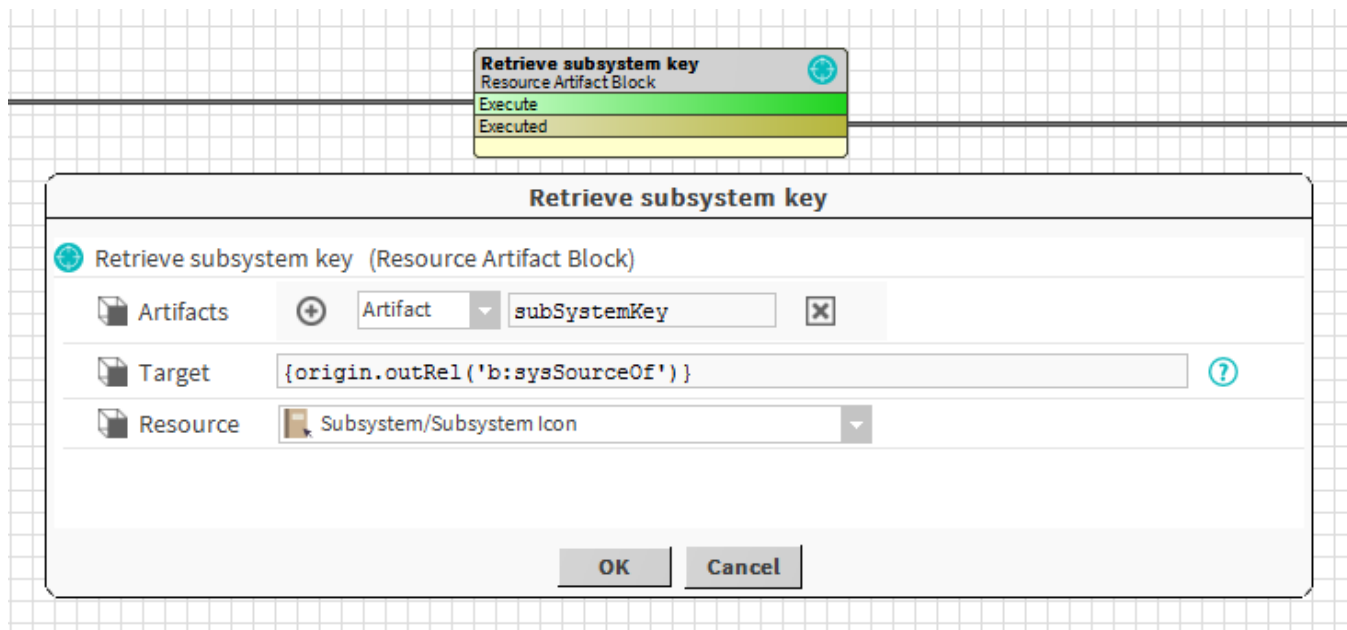 Retrieve subsystem key
Resource Artifact Block
Execute
Executed
Retrieve subsystem key
Retrieve subsystem key (Resource Artifact Block)
Artifacts Artifact subSystemKey
Target {origin.outRel('b:sysSourceOf')} ?
Resource Subsystem/Subsystem Icon
OK Cancel